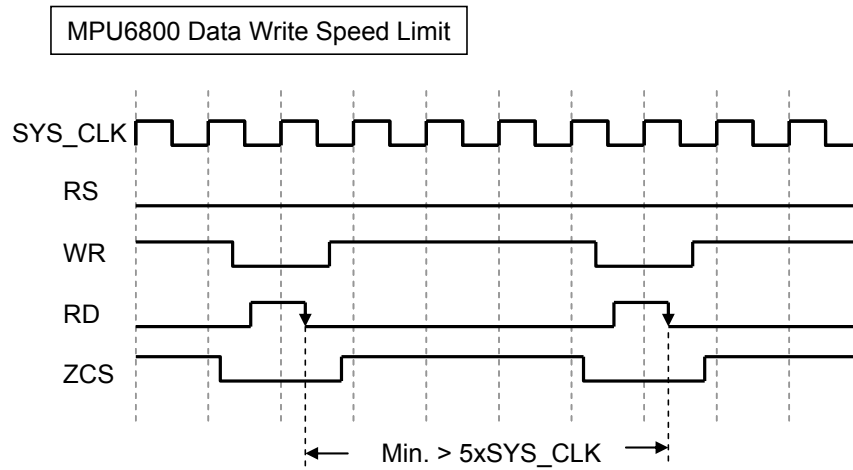 MPU6800 Data Write Speed Limit
SYS_CLK
RS
WR
RD
ZCS
Min. > 5xSYS_CLK